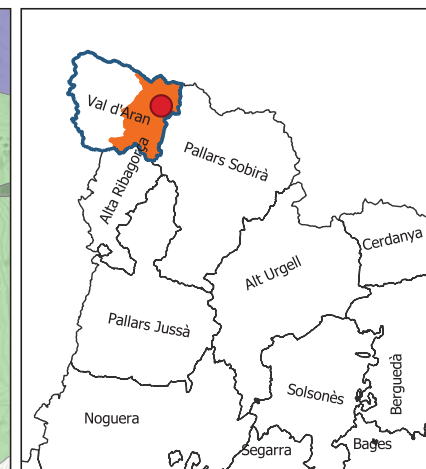 Val d'Aran
Alta Ribagorça
Pallars Sobirà
Cerdanya
Alt Urgell
Pallars Jussà
Berguedà
Solsonès
Noguera
Segarra
Bages